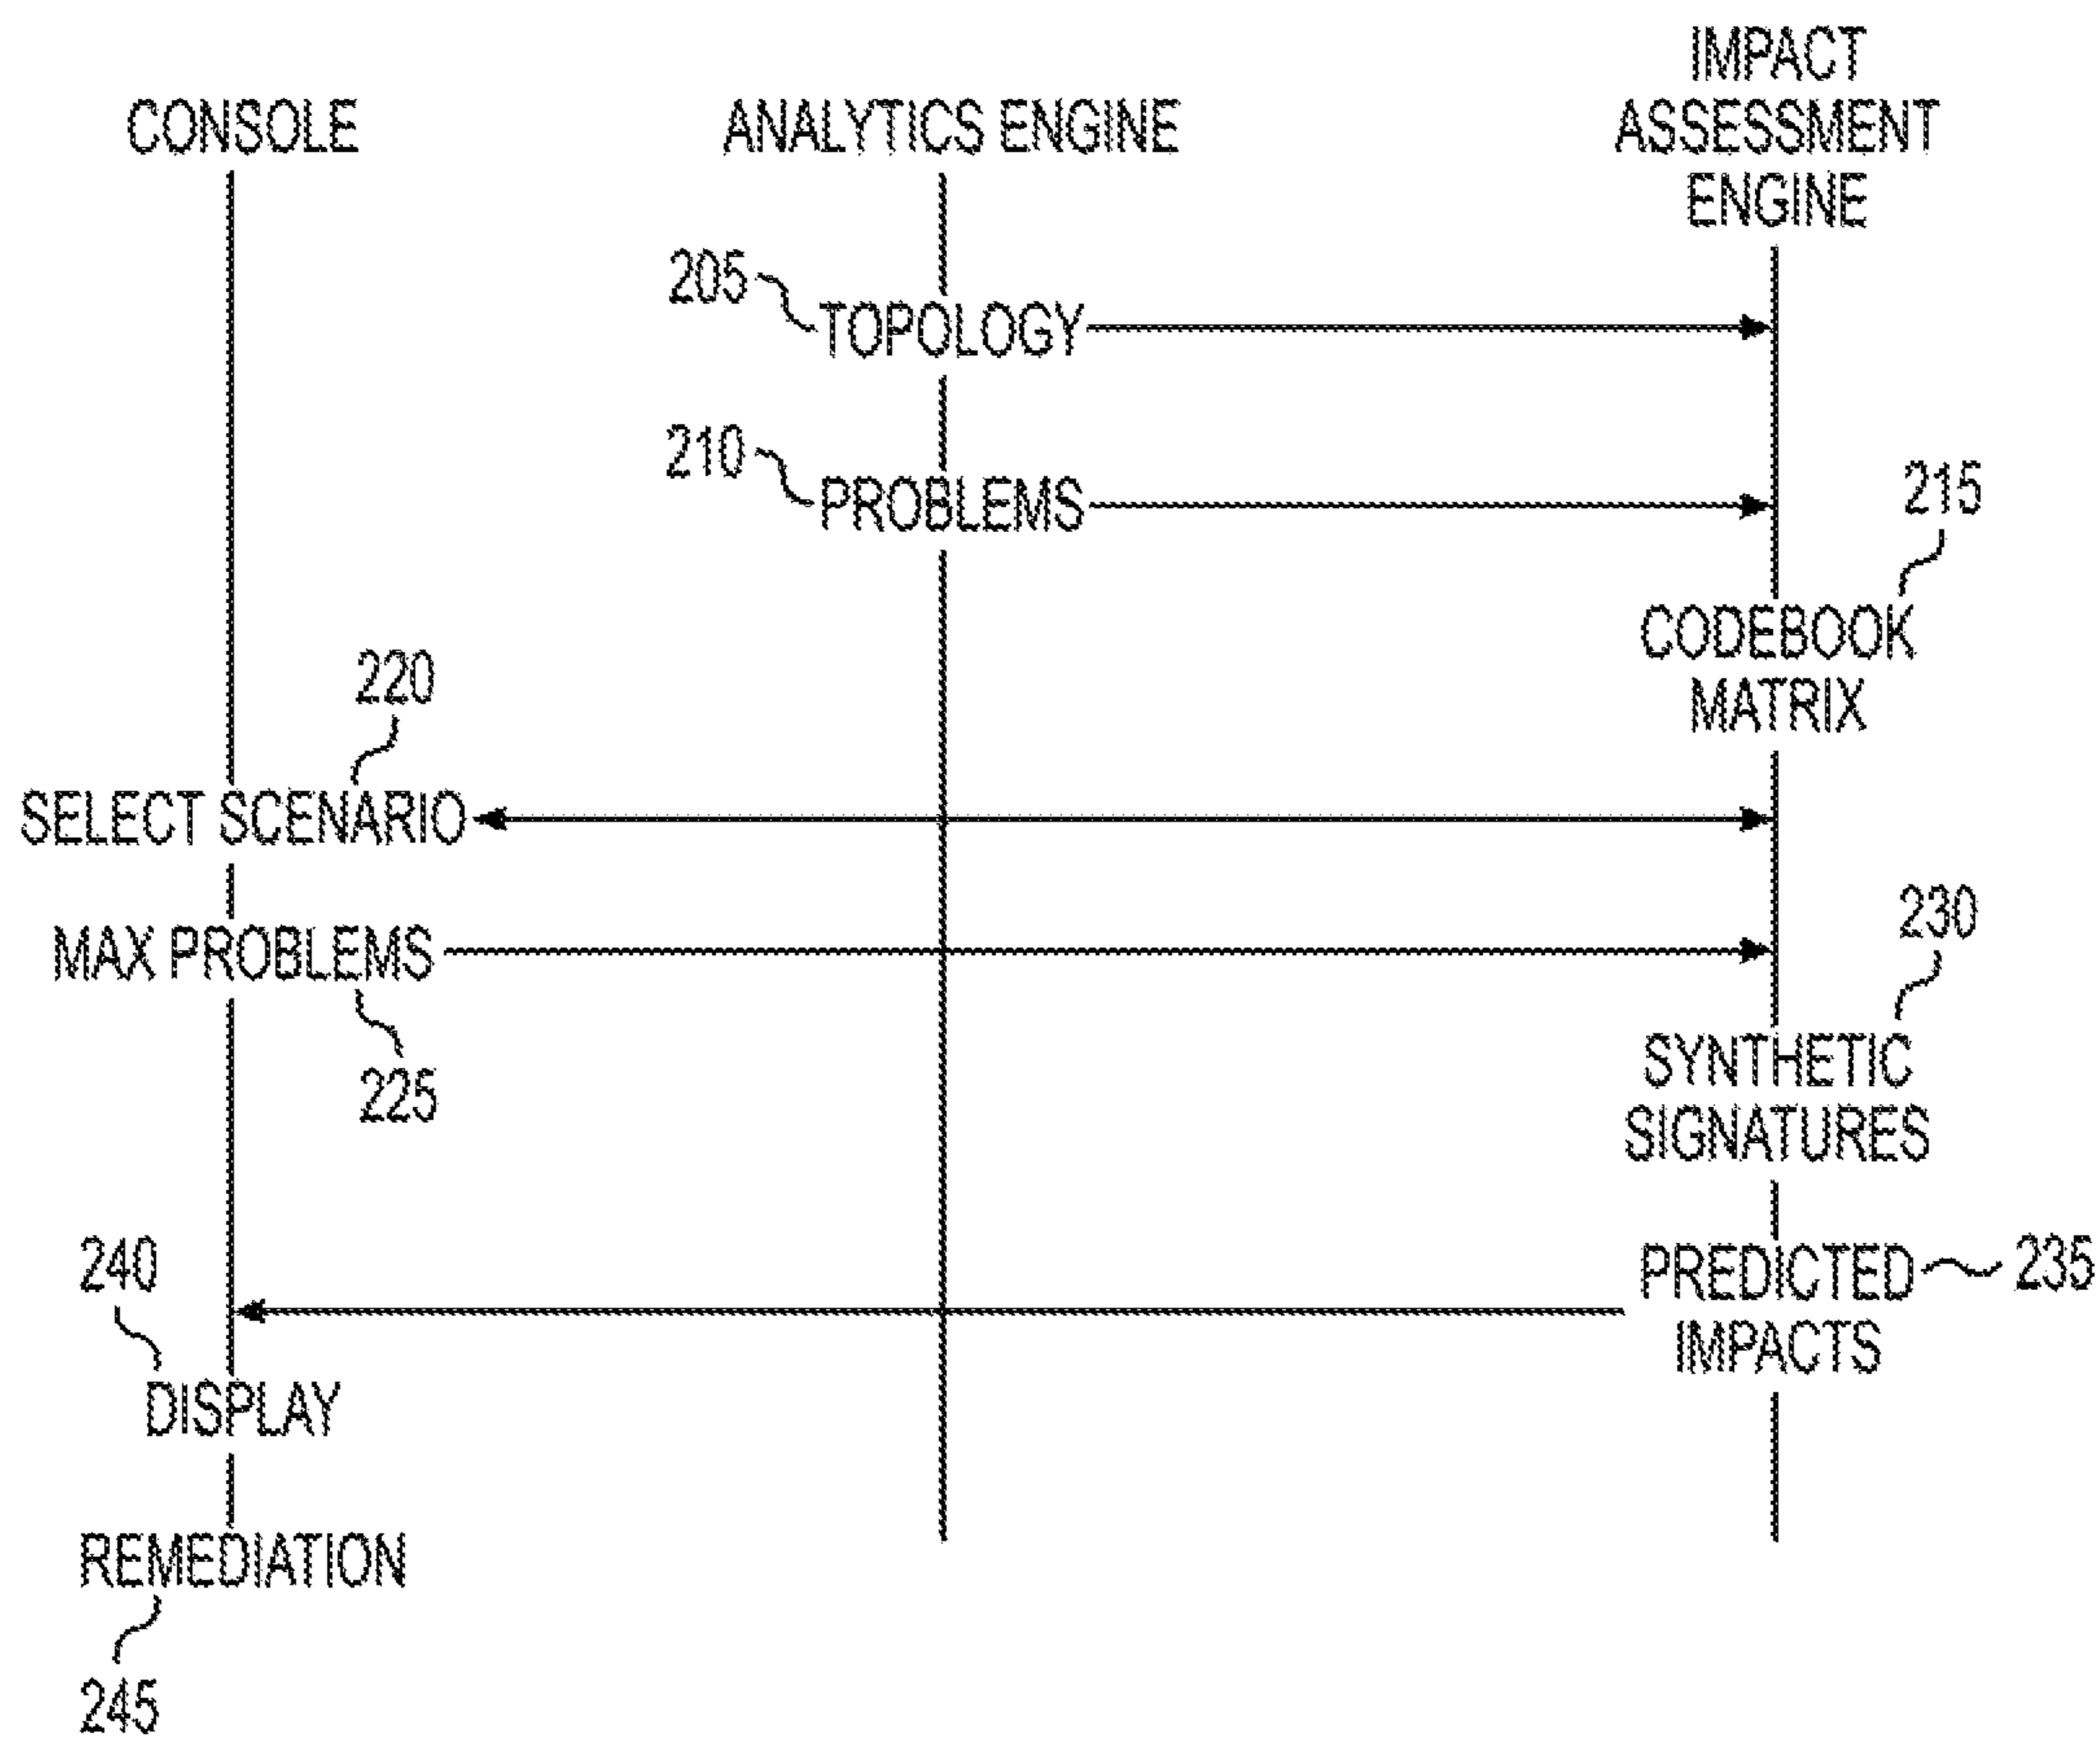 CONSOLE
ANALYTICS ENGINE
IMPACT
ASSESSMENT
ENGINE
205
TOPOLOGY
210
PROBLEMS
215
CODEBOOK
MATRIX
220
SELECT SCENARIO
MAX PROBLEMS
225
230
SYNTHETIC
SIGNATURES
PREDICTED
IMPACTS
235
240
DISPLAY
REMEDIATION
245